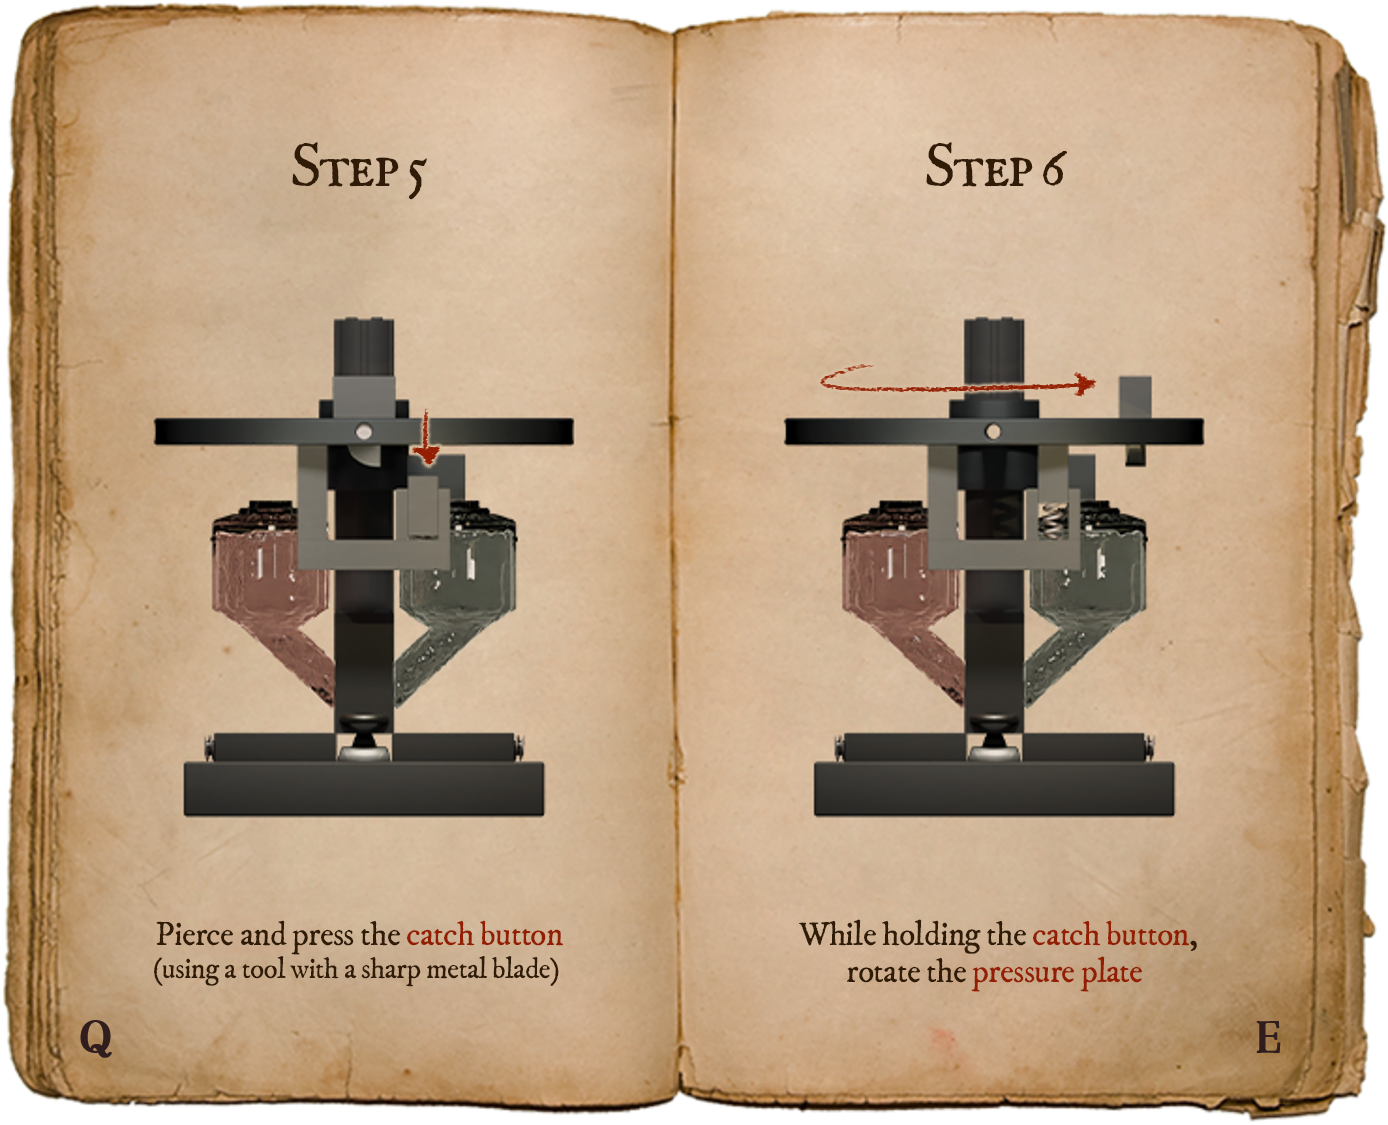 Step 5
Pierce and press the catch button
(using a tool with a sharp metal blade)
Q
Step 6
While holding the catch button,
rotate the pressure plate
E